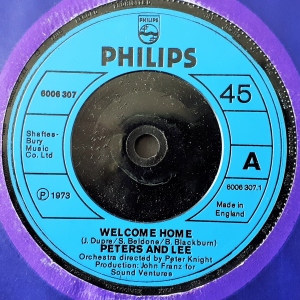 PHILIPS
6006 307
45
Shaftes-
Bury
Music
Co. Ltd
A
6006 307.1
℗ 1973
Made in
England
WELCOME HOME
(J. Dupre/S. Beldone/B. Blackburn)
PETERS AND LEE
Orchestra directed by Peter Knight
Production: John Franz for
Sound Ventures